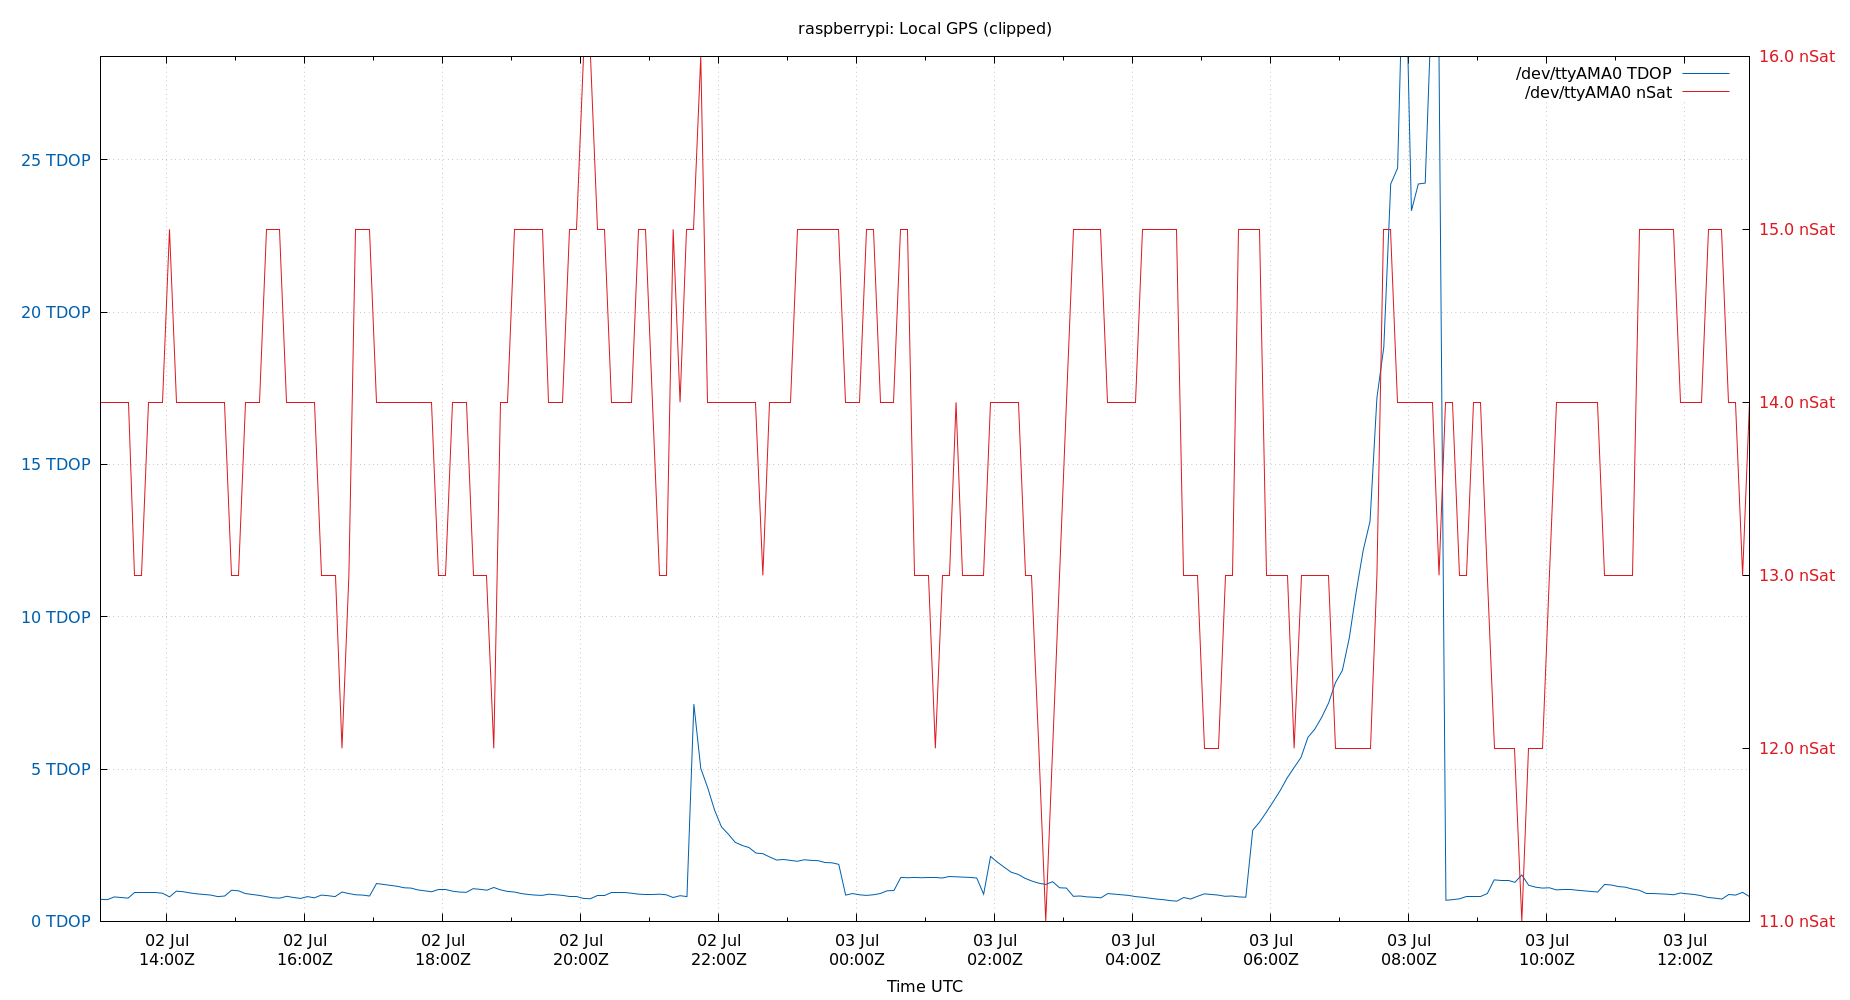 raspberrypi: Local GPS (clipped)
16.0 nSat
/dev/ttyAMA0 TDOP
/dev/ttyAMA0 nSat
25 TDOP
15.0 nSat
20 TDOP
14.0 nSat
15 TDOP
13.0 nSat
10 TDOP
12.0 nSat
5 TDOP
0 TDOP
11.0 nSat
02 Jul
14:00Z
02 Jul
16:00Z
02 Jul
18:00Z
02 Jul
20:00Z
02 Jul
22:00Z
03 Jul
00:00Z
03 Jul
02:00Z
03 Jul
04:00Z
03 Jul
06:00Z
03 Jul
08:00Z
03 Jul
10:00Z
03 Jul
12:00Z
Time UTC